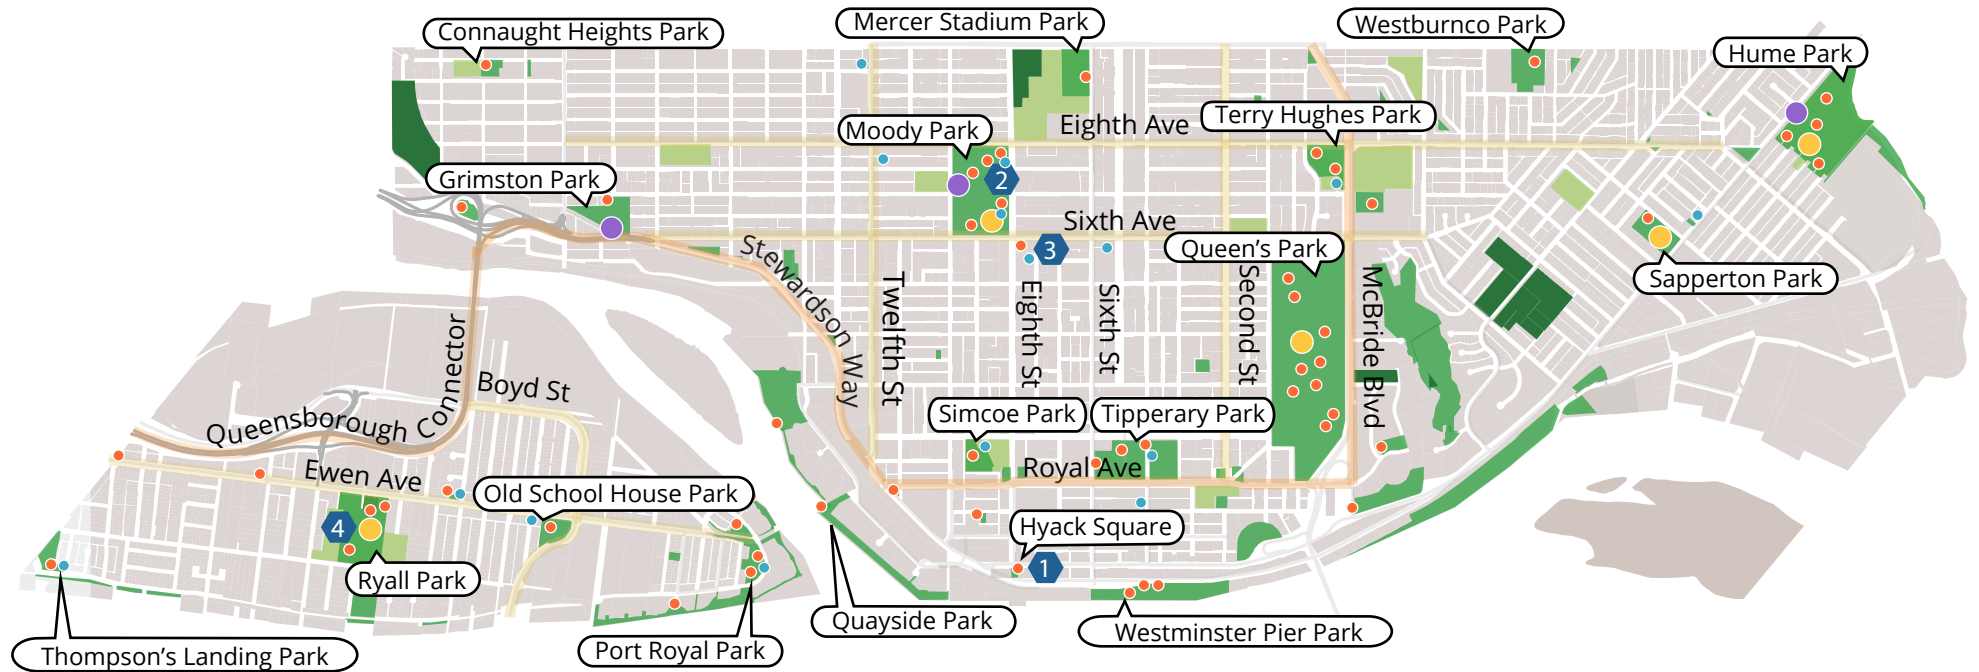 Connaught Heights Park
Mercer Stadium Park
Westburnco Park
Hume Park
Moody Park
Eighth Ave
Terry Hughes Park
Grimston Park
2
Sixth Ave
3
Queen's Park
Sapperton Park
Stewardson Way
Twelfth St
Eighth St
Sixth St
Second St
McBride Blvd
Queensborough Connector
Boyd St
Simcoe Park
Tipperary Park
Royal Ave
Ewen Ave
Old School House Park
4
Hyack Square
1
Ryall Park
Quayside Park
Westminster Pier Park
Port Royal Park
Thompson's Landing Park